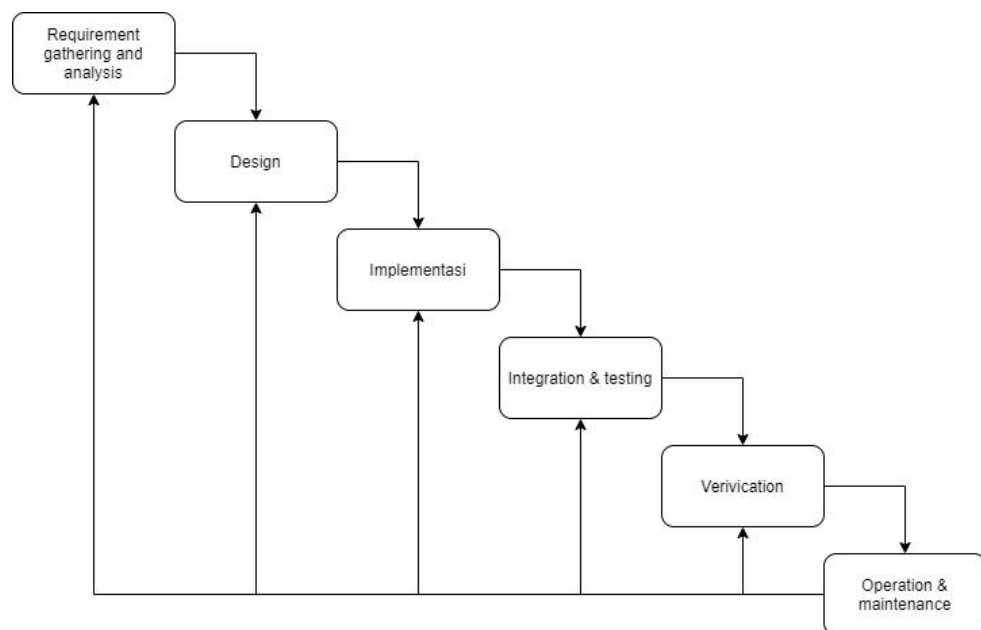 Requirement
gathering and
analysis
Design
Implementasi
Integration & testing
Verivication
Operation &
maintenance